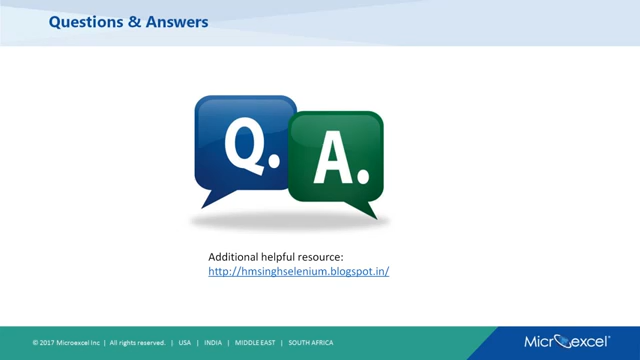 Questions & Answers
Q. A.
Additional helpful resource:
http://hmsinghselenium.blogspot.in/
© 2017 Microexcel Inc | All rights reserved. | USA | INDIA | MIDDLE EAST | SOUTH AFRICA
Microexcel®